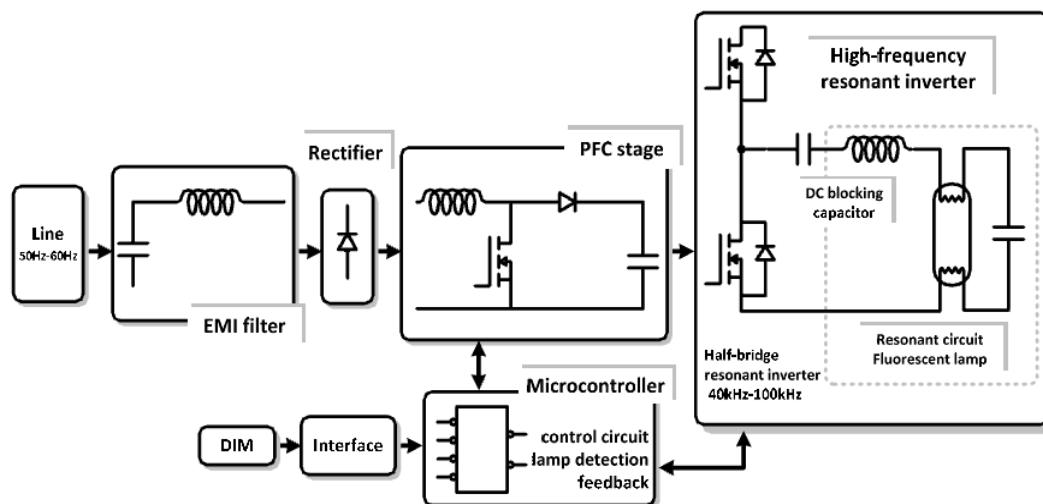 High-frequency
resonant inverter
Rectifier
PFC stage
DC blocking
capacitor
Line
50Hz-60Hz
EMI filter
Resonant circuit
Fluorescent lamp
Half-bridge
resonant inverter
40kHz-100kHz
Microcontroller
DIM
Interface
control circuit
lamp detection
feedback